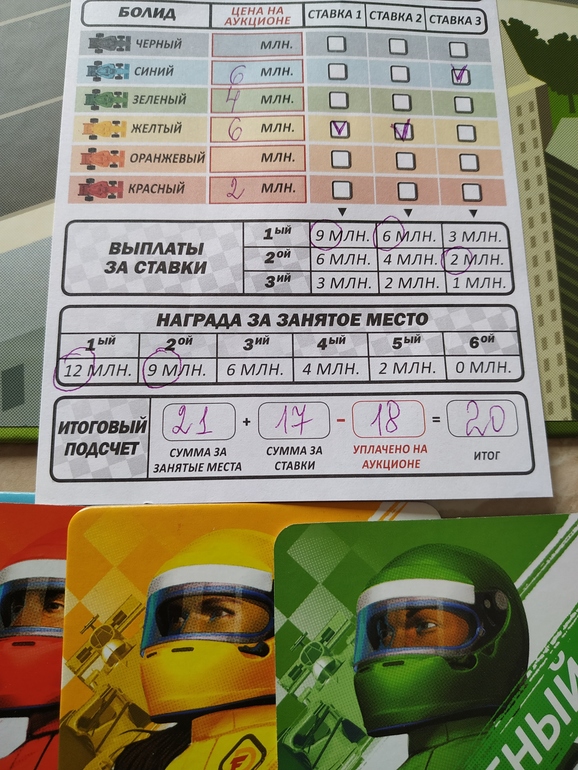 БОЛИД ЦЕНА НА АУКЦИОНЕ СТАВКА 1 СТАВКА 2 СТАВКА 3
ЧЕРНЫЙ МЛН.
СИНИЙ 6 МЛН.
ЗЕЛЕНЫЙ 4 МЛН.
ЖЕЛТЫЙ 6 МЛН.
ОРАНЖЕВЫЙ МЛН.
КРАСНЫЙ 2 МЛН.
ВЫПЛАТЫ ЗА СТАВКИ
1ый 9 МЛН. 6 МЛН. 3 МЛН.
2ой 6 МЛН. 4 МЛН. 2 МЛН.
3ий 3 МЛН. 2 МЛН. 1 МЛН.
НАГРАДА ЗА ЗАНЯТОЕ МЕСТО
1ый 2ой 3ий 4ый 5ый 6ой
12 МЛН. 9 МЛН. 6 МЛН. 4 МЛН. 2 МЛН. 0 МЛН.
ИТОГОВЫЙ ПОДСЧЕТ 21 + 17 - 18 = 20
СУММА ЗА ЗАНЯТЫЕ МЕСТА СУММА ЗА СТАВКИ УПЛАЧЕНО НА АУКЦИОНЕ ИТОГ